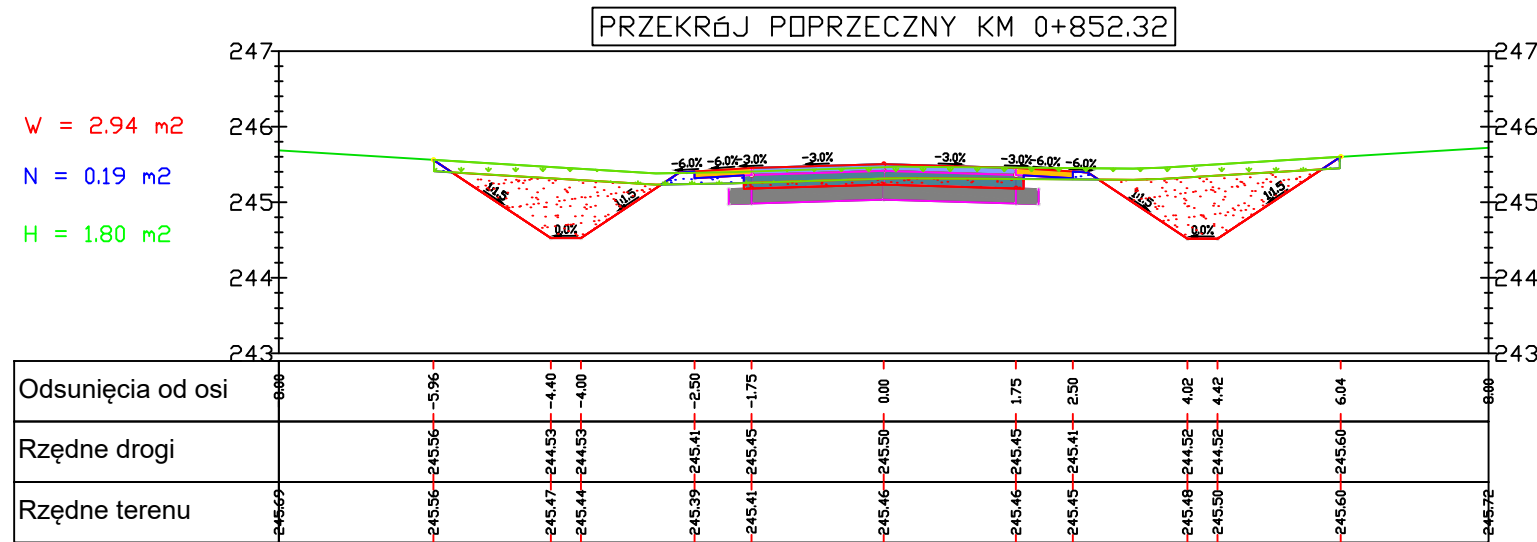 PRZEKRóJ POPRZECZNY KM 0+852.32
247 247
W = 2.94 m2
246 246
N = 0.19 m2
-6.0% -6.0% -3.0% -3.0% -3.0% -3.0% -6.0% -6.0%
1:1.5 1:1.5 1:1.5 1:1.5
245 245
H = 1.80 m2
0.0% 0.0%
244 244
243 243
Odsunięcia od osi 8.00 -5.96 -4.40 -4.00 -2.50 -1.75 0.00 1.75 2.50 4.02 4.42 6.04 8.00
Rzędne drogi 245.56 244.53 244.53 245.41 245.45 245.50 245.45 245.41 244.52 244.52 245.60
Rzędne terenu 245.69 245.56 245.47 245.44 245.39 245.41 245.46 245.46 245.45 245.48 245.50 245.60 245.72